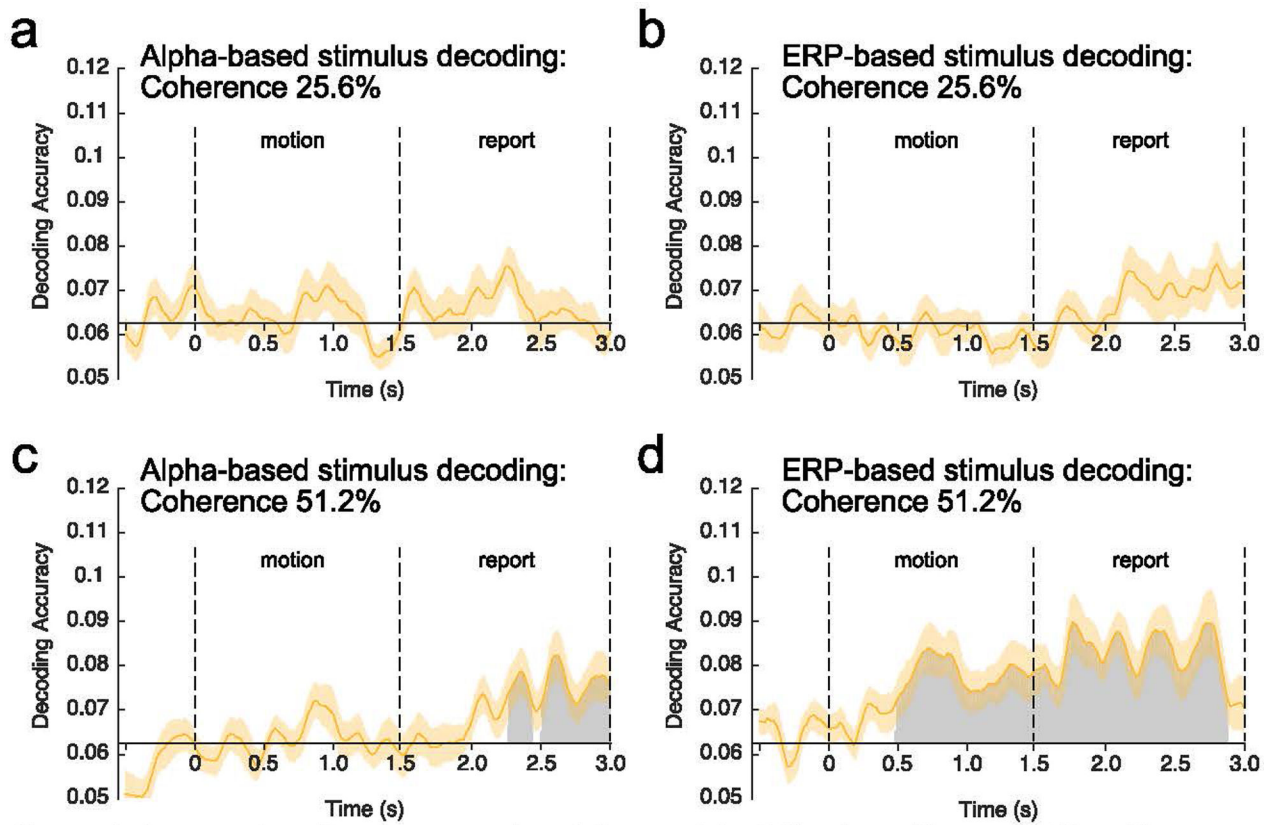 a
Alpha-based stimulus decoding:
Coherence 25.6%
0.12
0.11
0.1
0.09
0.08
0.07
0.06
0.05
Decoding Accuracy
motion
report
0 0.5 1.0 1.5 2.0 2.5 3.0
Time (s)
b
ERP-based stimulus decoding:
Coherence 25.6%
0.12
0.11
0.1
0.09
0.08
0.07
0.06
0.05
Decoding Accuracy
motion
report
0 0.5 1.0 1.5 2.0 2.5 3.0
Time (s)
c
Alpha-based stimulus decoding:
Coherence 51.2%
0.12
0.11
0.1
0.09
0.08
0.07
0.06
0.05
Decoding Accuracy
motion
report
0 0.5 1.0 1.5 2.0 2.5 3.0
Time (s)
d
ERP-based stimulus decoding:
Coherence 51.2%
0.12
0.11
0.1
0.09
0.08
0.07
0.06
0.05
Decoding Accuracy
motion
report
0 0.5 1.0 1.5 2.0 2.5 3.0
Time (s)